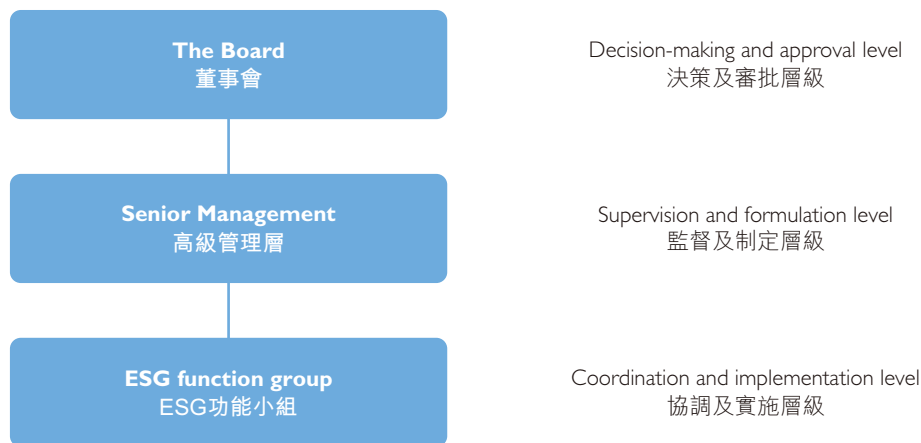 The Board
董事會
Decision-making and approval level
決策及審批層級
Senior Management
高級管理層
Supervision and formulation level
監督及制定層級
ESG function group
ESG功能小組
Coordination and implementation level
協調及實施層級